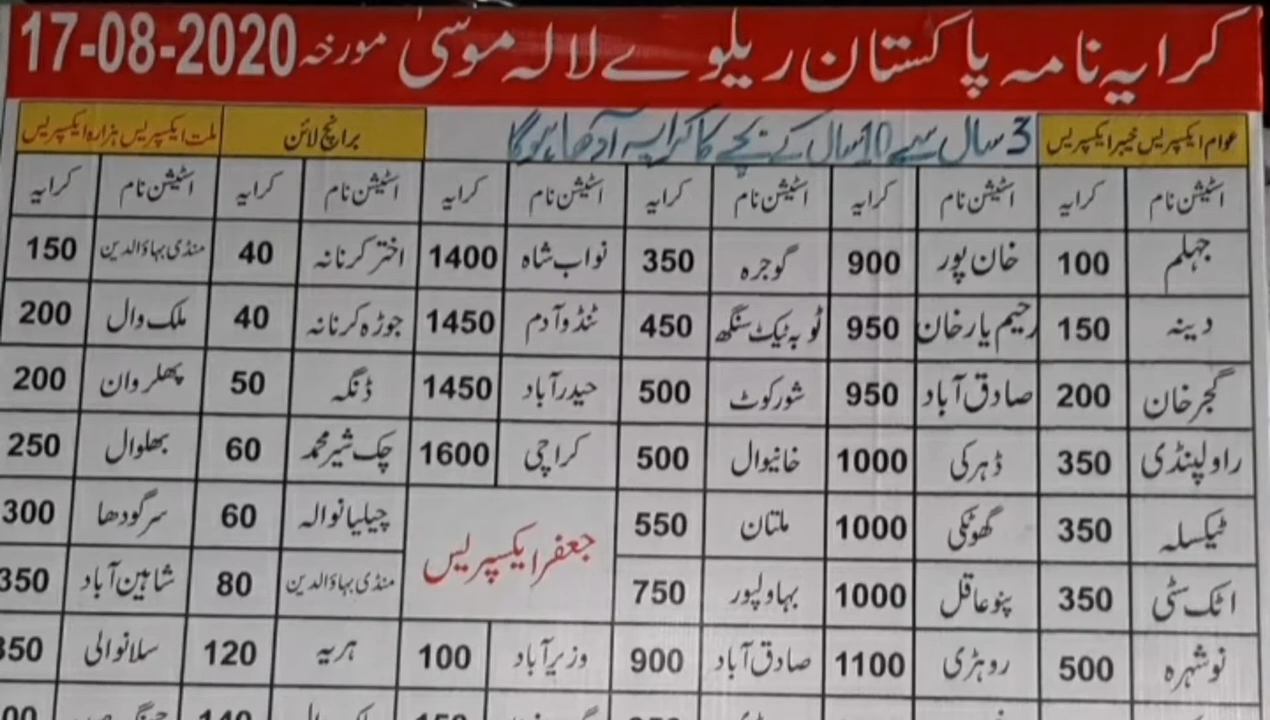 کرایہ نامہ پاکستان ریلوے لالہ موسیٰ مورخہ 17-08-2020
عوام ایکسپریس خیبر ایکسپریس 3 سال سے 10 سال کے بچے کا کرایہ آدھا ہوگا برانچ لائن ملت ایکسپریس ہزارہ ایکسپریس
اسٹیشن نام کرایہ اسٹیشن نام کرایہ اسٹیشن نام کرایہ اسٹیشن نام کرایہ اسٹیشن نام کرایہ اسٹیشن نام کرایہ
جہلم 100 خان پور 900 گوجرہ 350 نواب شاہ 1400 اختر کرنانہ 40 منڈی بہاؤالدین 150
دینہ 150 رحیم یار خان 950 ٹوبہ ٹیک سنگھ 450 ٹنڈو آدم 1450 جوڑہ کرنانہ 40 ملک وال 200
گجر خان 200 صادق آباد 950 شورکوٹ 500 حیدرآباد 1450 ڈنگہ 50 پھلروان 200
راولپنڈی 350 ڈہرکی 1000 خانیوال 500 کراچی 1600 چک شیر محمد 60 بھلوال 250
ٹیکسلہ 350 گھوٹکی 1000 ملتان 550 جعفر ایکسپریس چیلیانوالہ 60 سرگودھا 300
اٹک سٹی 350 پنو عاقل 1000 بہاولپور 750 منڈی بہاؤالدین 80 شاہین آباد 350
نوشہرہ 500 روہڑی 1100 صادق آباد 900 وزیر آباد 100 ہریہ 120 سلانوالی 350